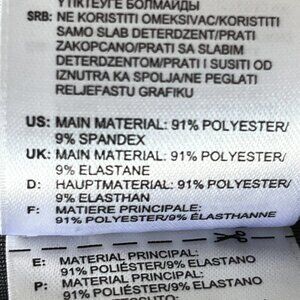 ҮТІКТЕУГЕ БОЛМАЙДЫ
SRB: NE KORISTITI OMEKSIVAC/KORISTITI
SAMO SLAB DETERDZENT/PRATI
ZAKOPCANO/PRATI SA SLABIM
DETERDZENTOM/PRATI I SUSITI OD
IZNUTRA KA SPOLJA/NE PEGLATI
RELJEFASTU GRAFIKU
US: MAIN MATERIAL: 91% POLYESTER/
9% SPANDEX
UK: MAIN MATERIAL: 91% POLYESTER/
9% ELASTANE
D: HAUPTMATERIAL: 91% POLYESTER/
9% ELASTHAN
F: MATIERE PRINCIPALE:
91% POLYESTER/9% ELASTHANNE
E: MATERIAL PRINCIPAL:
91% POLIÉSTER/9% ELASTANO
P: MATERIAL PRINCIPAL:
91% POLIÉSTER/9% ELASTANO